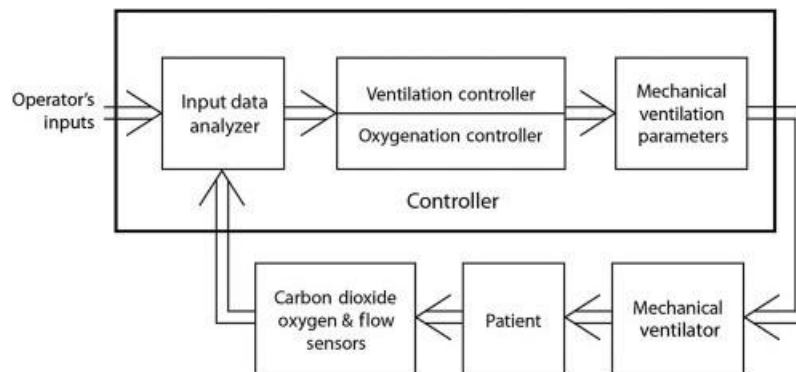 Operator's
inputs
Input data
analyzer
Ventilation controller
Oxygenation controller
Mechanical
ventilation
parameters
Controller
Carbon dioxide
oxygen & flow
sensors
Patient
Mechanical
ventilator